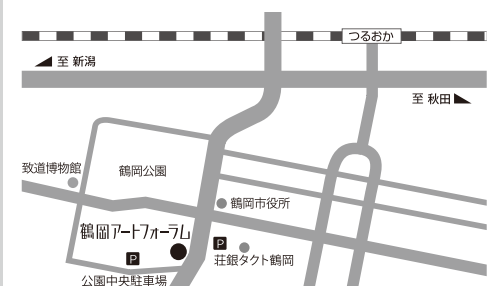 つるおか
至 新潟
至 秋田
致道博物館
鶴岡公園
鶴岡市役所
鶴岡アートフォーラム
P
P
荘銀タクト鶴岡
公園中央駐車場